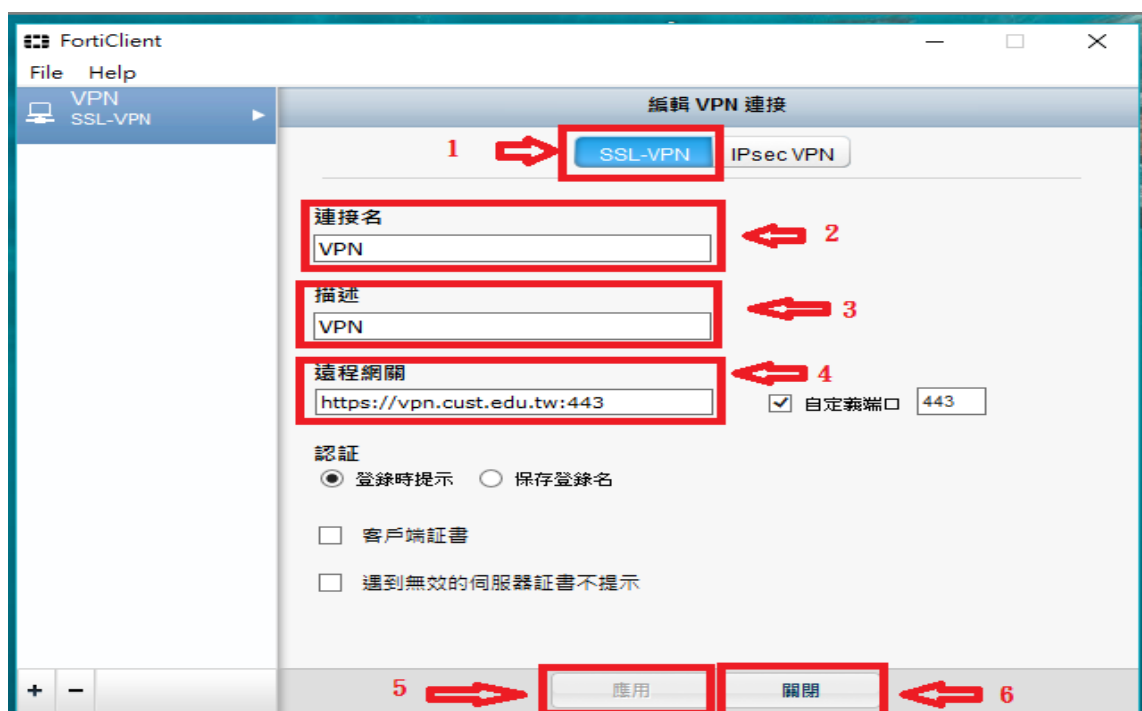 FortiClient
File Help
VPN
SSL-VPN
編輯 VPN 連接
1 SSL-VPN IPsec VPN
連接名
VPN
2
描述
VPN
3
遠程網關
4
https://vpn.cust.edu.tw:443
自定義端口 443
認証
登錄時提示 保存登錄名
客戶端証書
遇到無效的伺服器証書不提示
+ - 5 應用 關閉 6